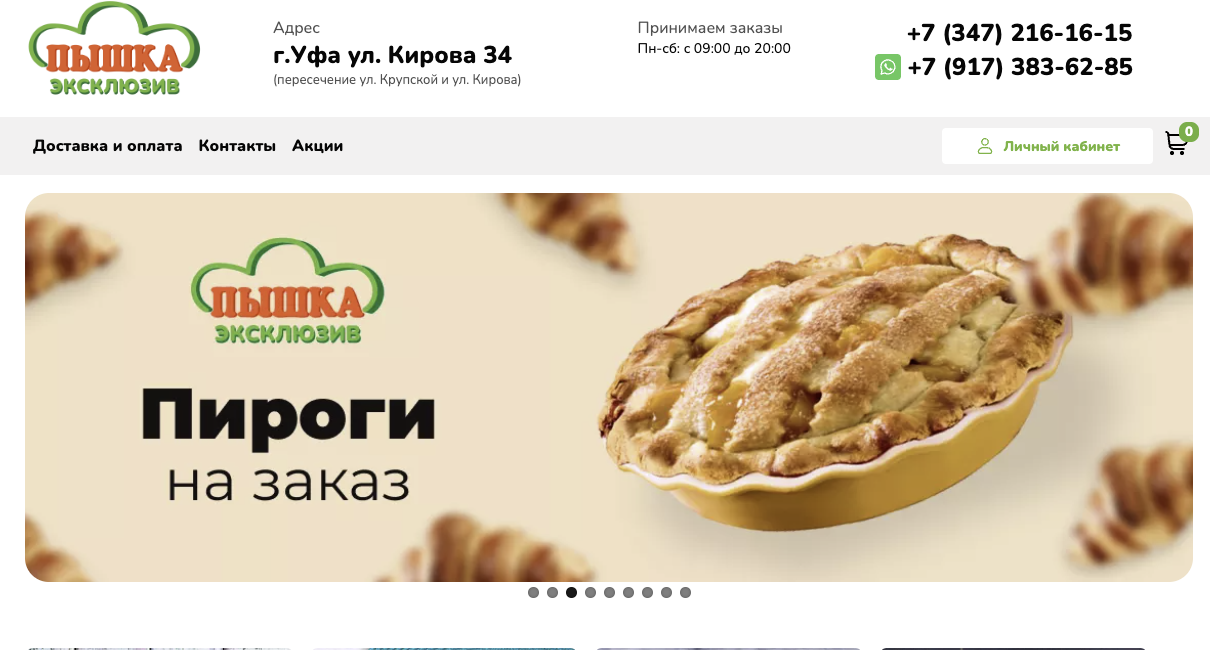 ПЫШКА
ЭКСКЛЮЗИВ
Адрес
г.Уфа ул. Кирова 34
(пересечение ул. Крупской и ул. Кирова)
Принимаем заказы
Пн-сб: с 09:00 до 20:00
+7 (347) 216-16-15
+7 (917) 383-62-85
Доставка и оплата Контакты Акции
Личный кабинет
0
ПЫШКА
ЭКСКЛЮЗИВ
Пироги
на заказ